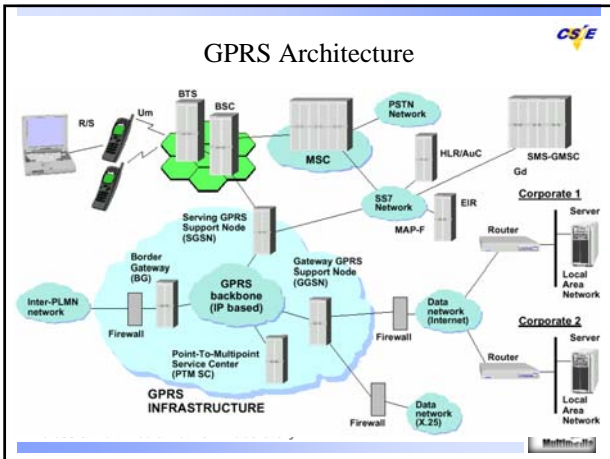 CSIE
GPRS Architecture
BTS
BSC
Um
R/S
PSTN
Network
MSC
HLR/AuC
SMS-GMSC
Gd
SS7
Network
EIR
MAP-F
Corporate 1
Server
Router
Local
Area
Network
Serving GPRS
Support Node
(SGSN)
Border
Gateway
(BG)
Gateway GPRS
Support Node
(GGSN)
GPRS
backbone
(IP based)
Inter-PLMN
network
Firewall
Firewall
Data
network
(Internet)
Corporate 2
Server
Router
Local
Area
Network
Point-To-Multipoint
Service Center
(PTM SC)
GPRS
INFRASTRUCTURE
Firewall
Data
network
(X.25)
Multimedia